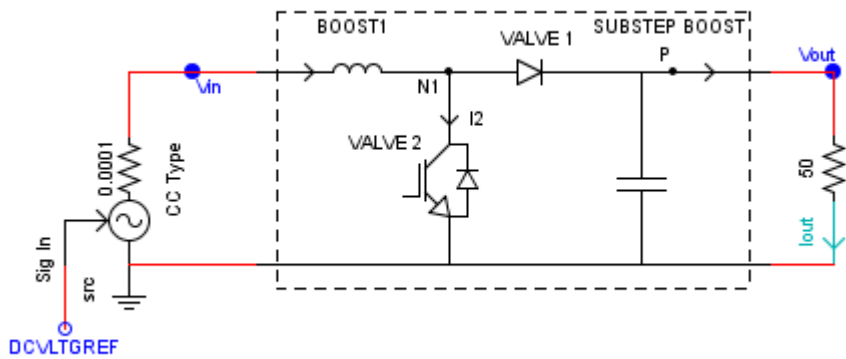 BOOST1
SUBSTEP BOOST
VALVE 1
P
Vout
Vin
N1
I2
VALVE 2
0.0001
CC Type
50
Iout
Sig In
src
DCVLTGREF